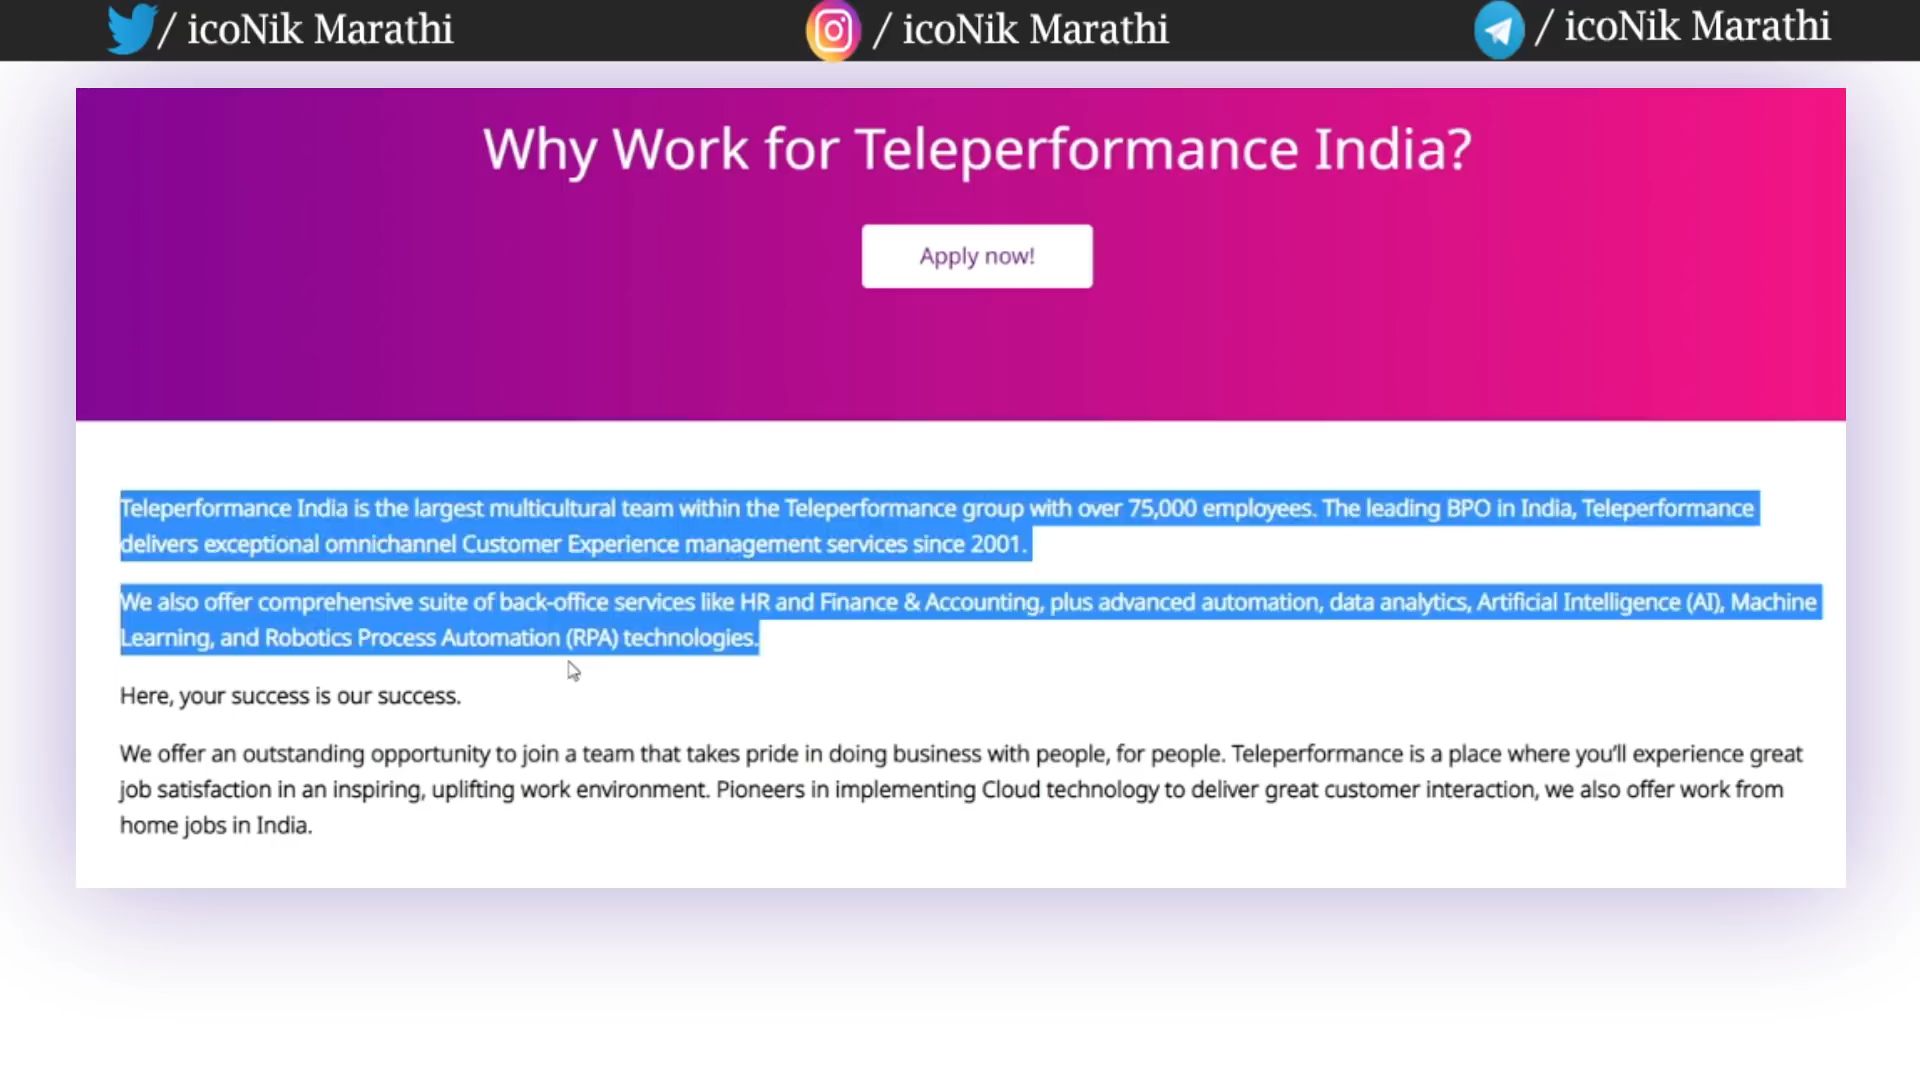 / icoNik Marathi / icoNik Marathi / icoNik Marathi
Why Work for Teleperformance India?
Apply now!
Teleperformance India is the largest multicultural team within the Teleperformance group with over 75,000 employees. The leading BPO in India, Teleperformance
delivers exceptional omnichannel Customer Experience management services since 2001.
We also offer comprehensive suite of back-office services like HR and Finance & Accounting, plus advanced automation, data analytics, Artificial Intelligence (AI), Machine
Learning, and Robotics Process Automation (RPA) technologies.
Here, your success is our success.
We offer an outstanding opportunity to join a team that takes pride in doing business with people, for people. Teleperformance is a place where you’ll experience great
job satisfaction in an inspiring, uplifting work environment. Pioneers in implementing Cloud technology to deliver great customer interaction, we also offer work from
home jobs in India.